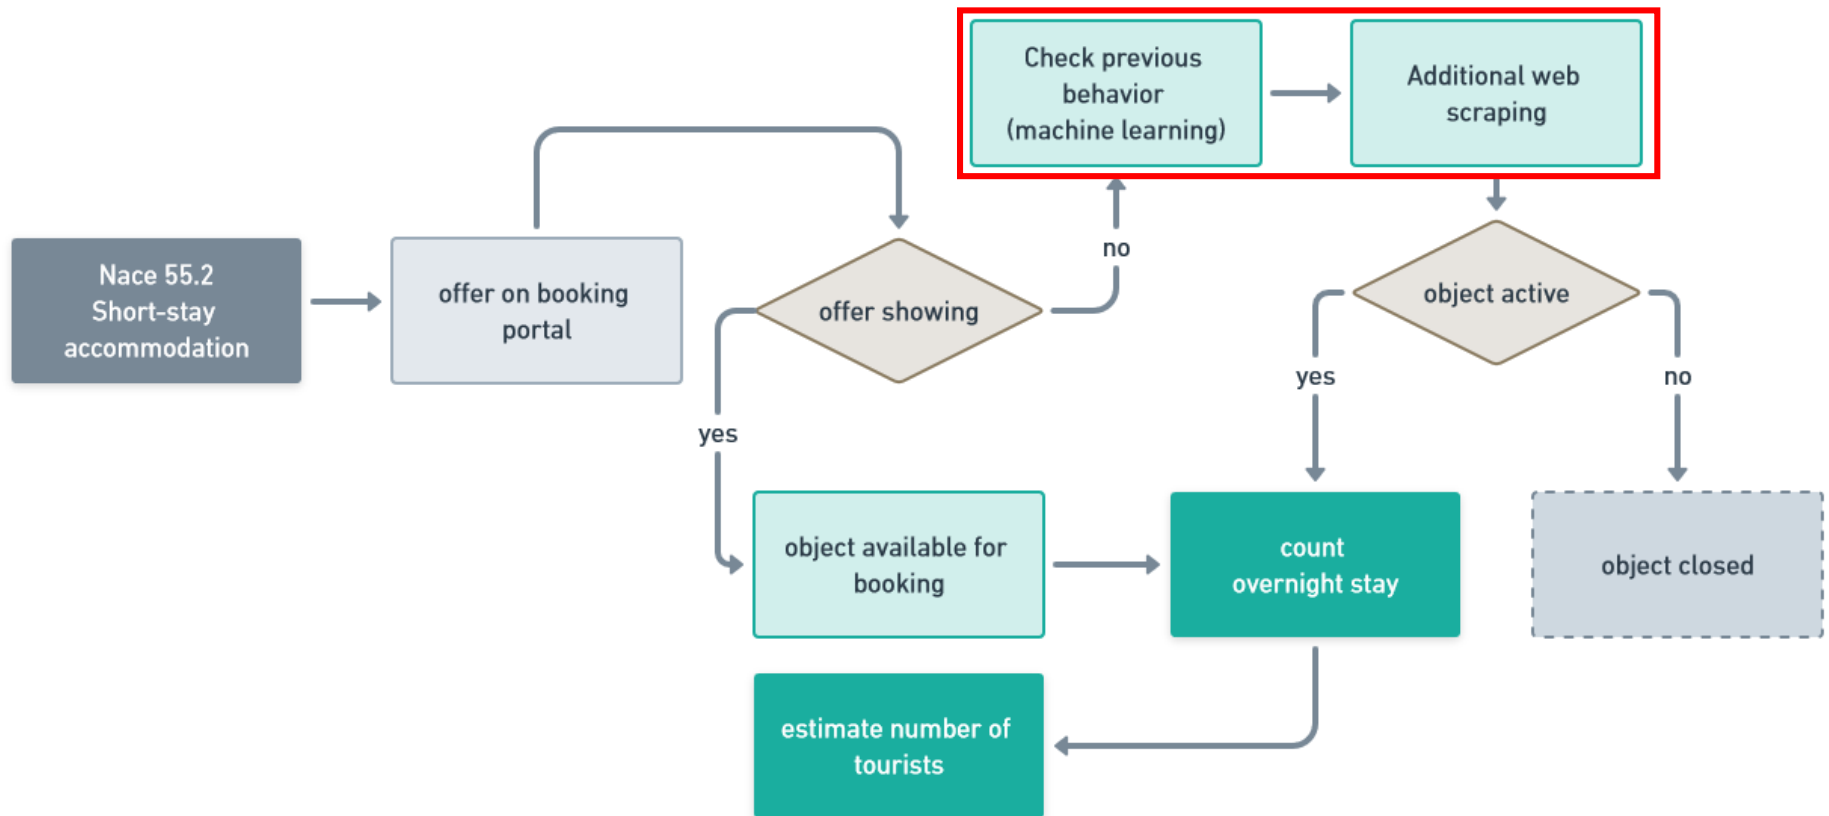 Nace 55.2
Short-stay
accommodation
offer on booking
portal
offer showing
no
Check previous
behavior
(machine learning)
Additional web
scraping
object active
yes
no
yes
object available for
booking
count
overnight stay
object closed
estimate number of
tourists